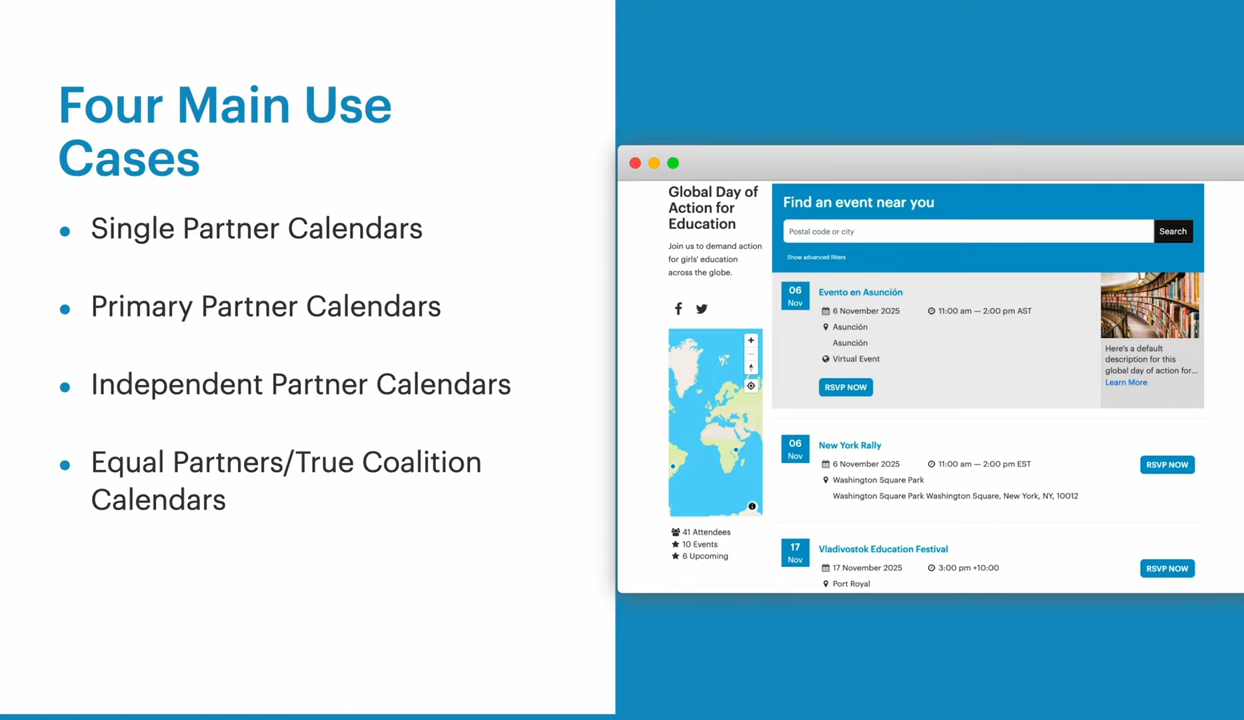 Four Main Use
Cases
• Single Partner Calendars
• Primary Partner Calendars
• Independent Partner Calendars
• Equal Partners/True Coalition
Calendars
Global Day of
Action for
Education
Join us to demand action
for girls' education
across the globe.
41 Attendees
10 Events
6 Upcoming
Find an event near you
Postal code or city
Search
Show advanced filters
06
Nov
Evento en Asunción
6 November 2025 11:00 am — 2:00 pm AST
Asunción
Asunción
Virtual Event
RSVP NOW
Here's a default
description for this
global day of action for...
Learn More
06
Nov
New York Rally
6 November 2025 11:00 am — 2:00 pm EST
Washington Square Park
Washington Square Park Washington Square, New York, NY, 10012
RSVP NOW
17
Nov
Vladivostok Education Festival
17 November 2025 3:00 pm +10:00
Port Royal
RSVP NOW